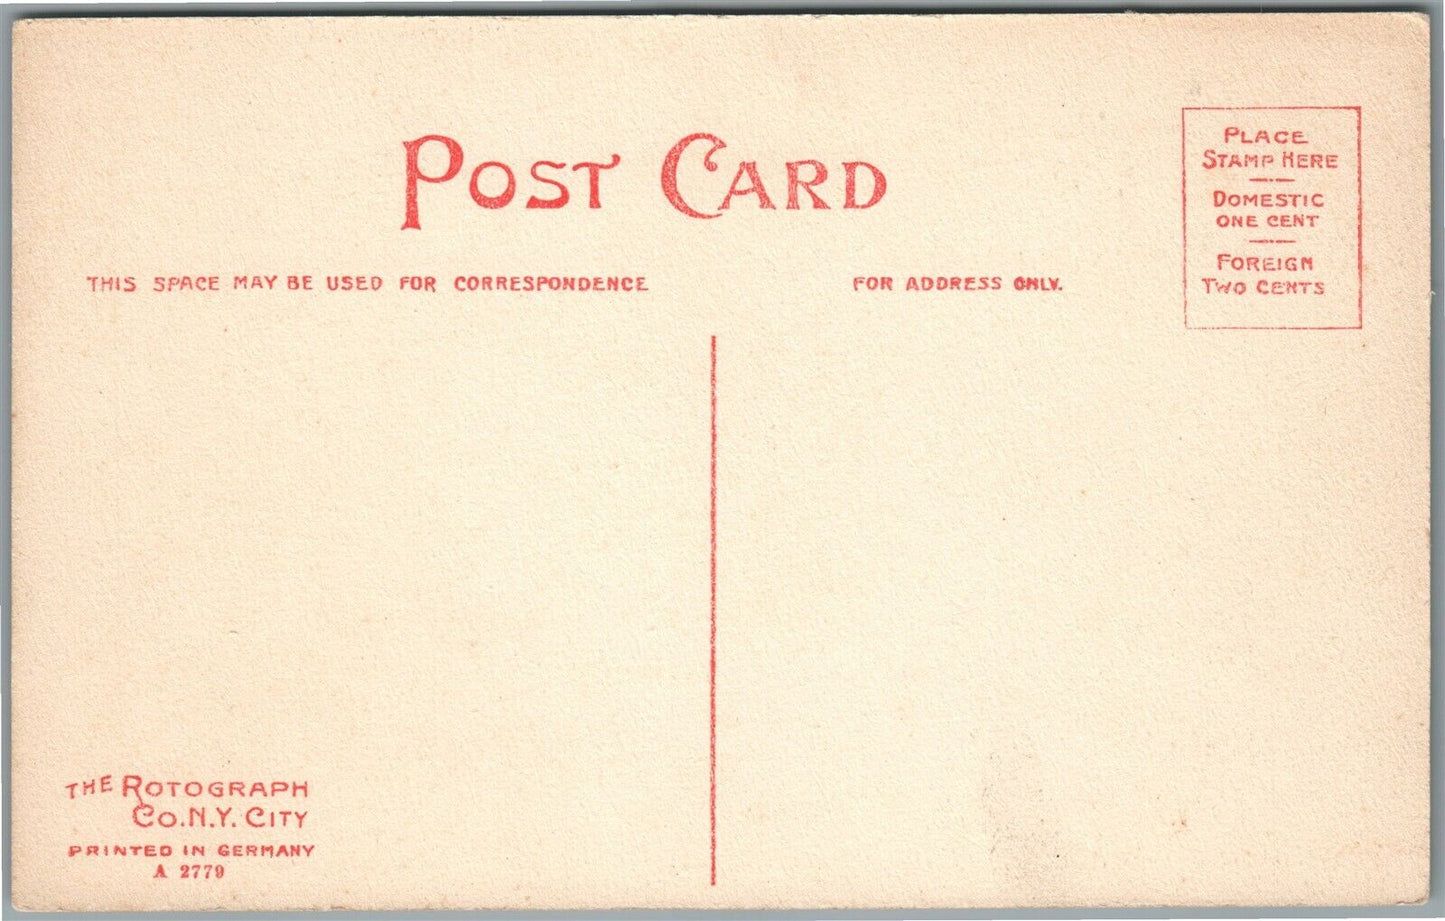 POST CARD
PLACE
STAMP HERE
DOMESTIC
ONE CENT
FOREIGN
TWO CENTS
THIS SPACE MAY BE USED FOR CORRESPONDENCE
FOR ADDRESS ONLY.
THE ROTOGRAPH
CO. N.Y. CITY
PRINTED IN GERMANY
A 2779